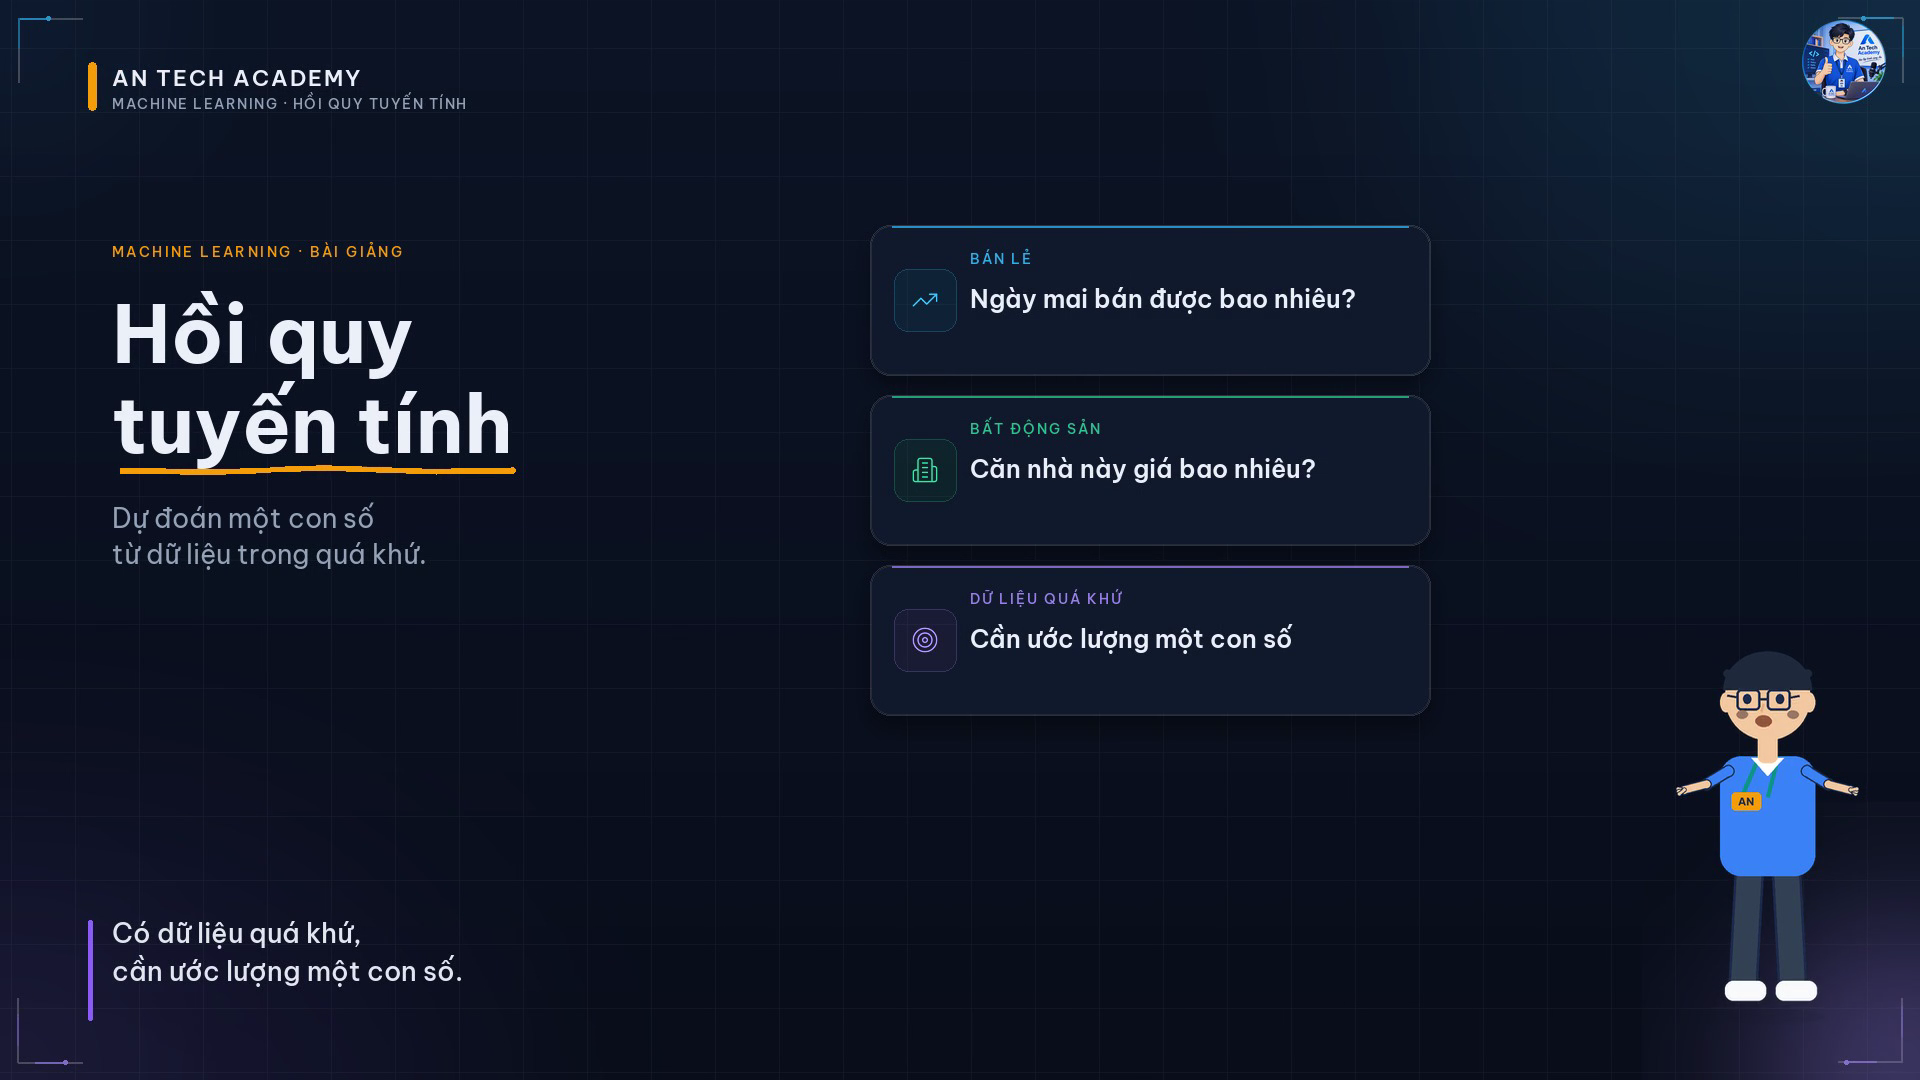 AN TECH ACADEMY
MACHINE LEARNING · HỒI QUY TUYẾN TÍNH
An Tech
Academy
MACHINE LEARNING · BÀI GIẢNG
Hồi quy
tuyến tính
Dự đoán một con số
từ dữ liệu trong quá khứ.
BÁN LẺ
Ngày mai bán được bao nhiêu?
BẤT ĐỘNG SẢN
Căn nhà này giá bao nhiêu?
DỮ LIỆU QUÁ KHỨ
Cần ước lượng một con số
AN
Có dữ liệu quá khứ,
cần ước lượng một con số.